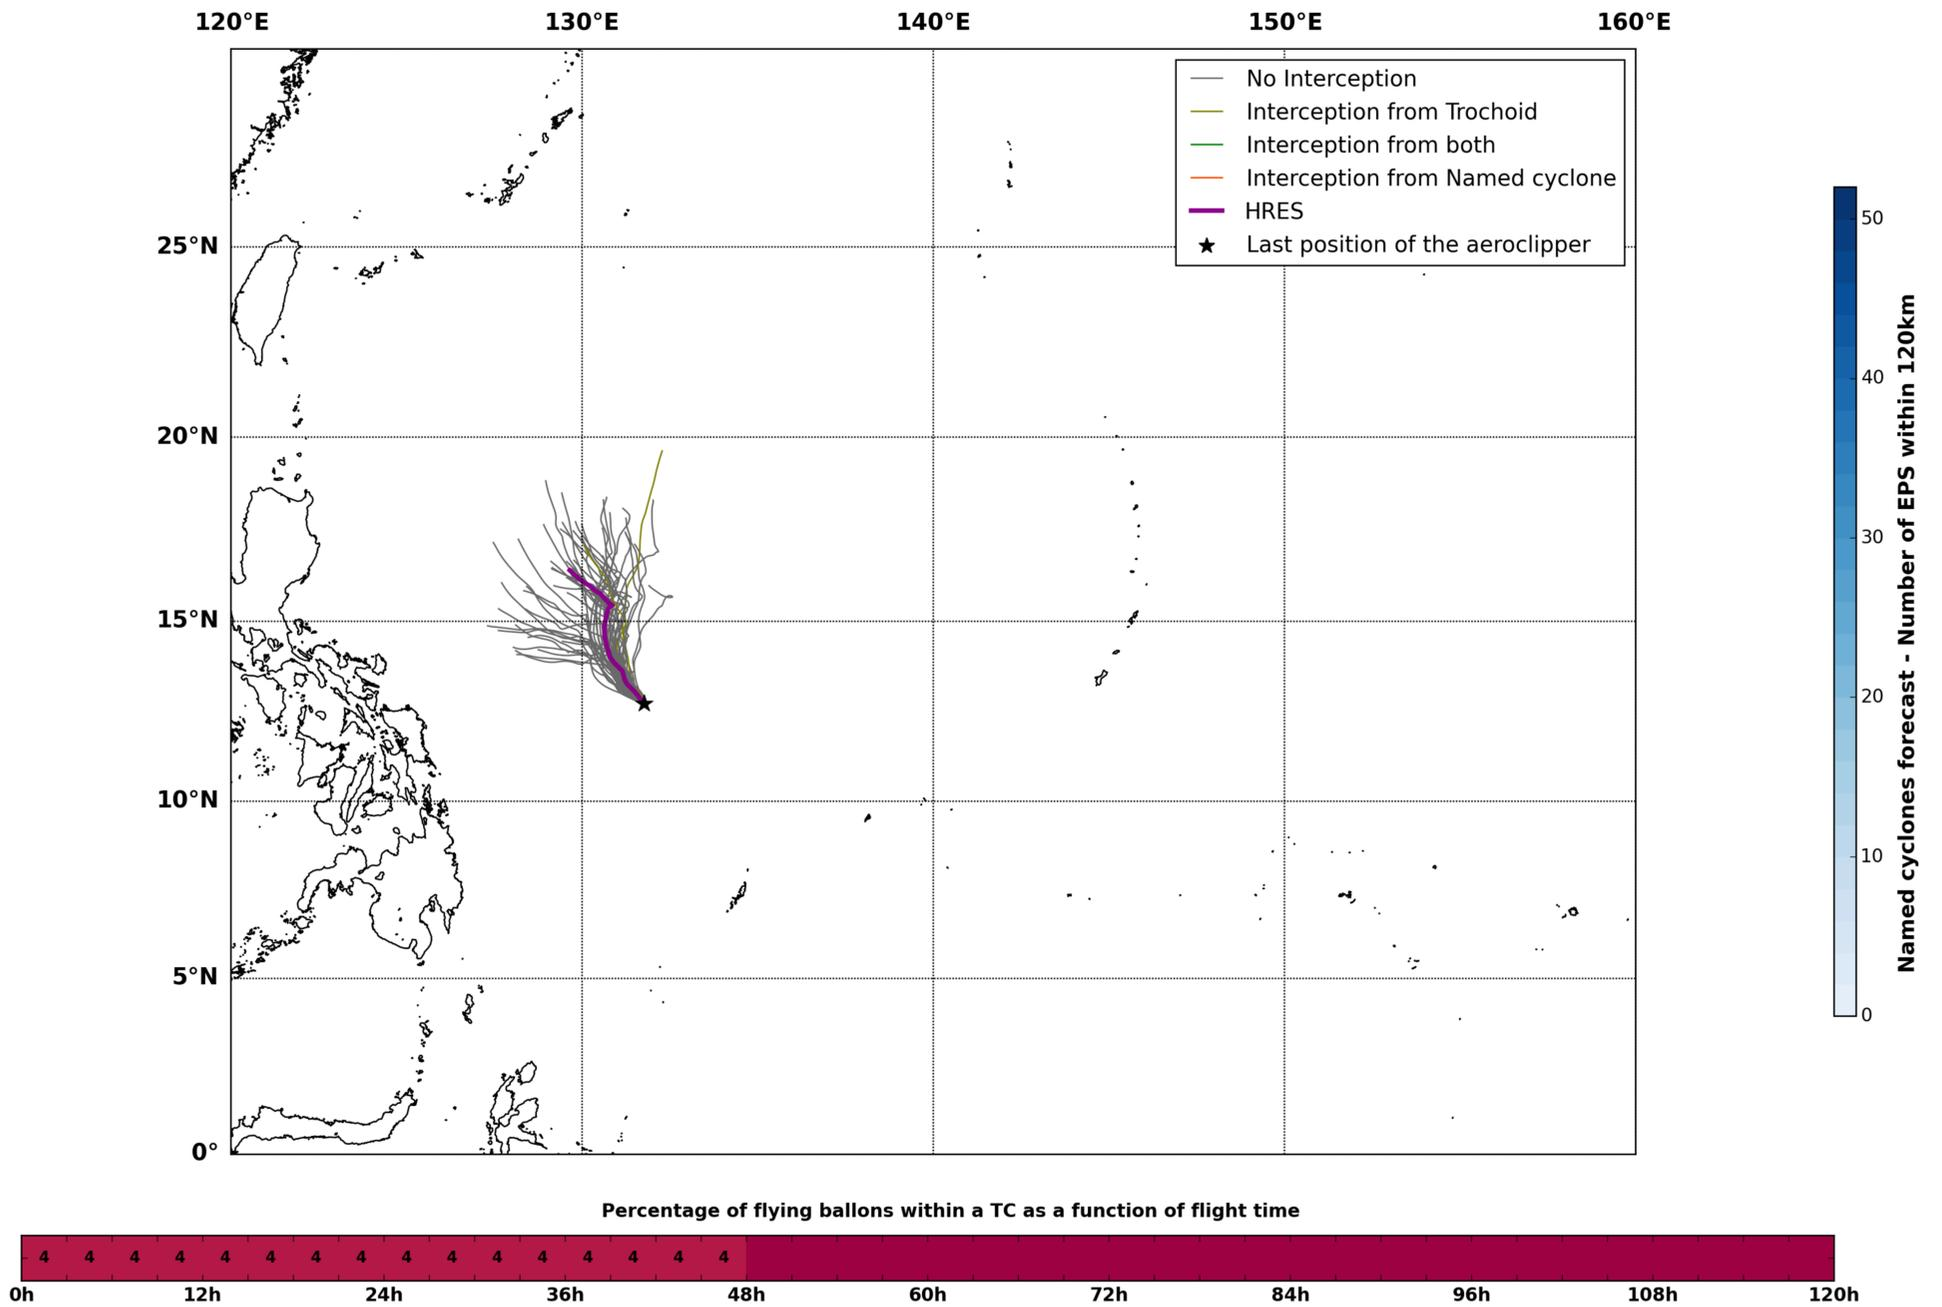 120°E 130°E 140°E 150°E 160°E
No Interception
Interception from Trochoid
Interception from both
Interception from Named cyclone
HRES
Last position of the aeroclipper
25°N
20°N
15°N
10°N
5°N
0°
50
40
30
20
10
0
Named cyclones forecast - Number of EPS within 120km
Percentage of flying ballons within a TC as a function of flight time
4 4 4 4 4 4 4 4 4 4 4 4 4 4 4 4
0h 12h 24h 36h 48h 60h 72h 84h 96h 108h 120h